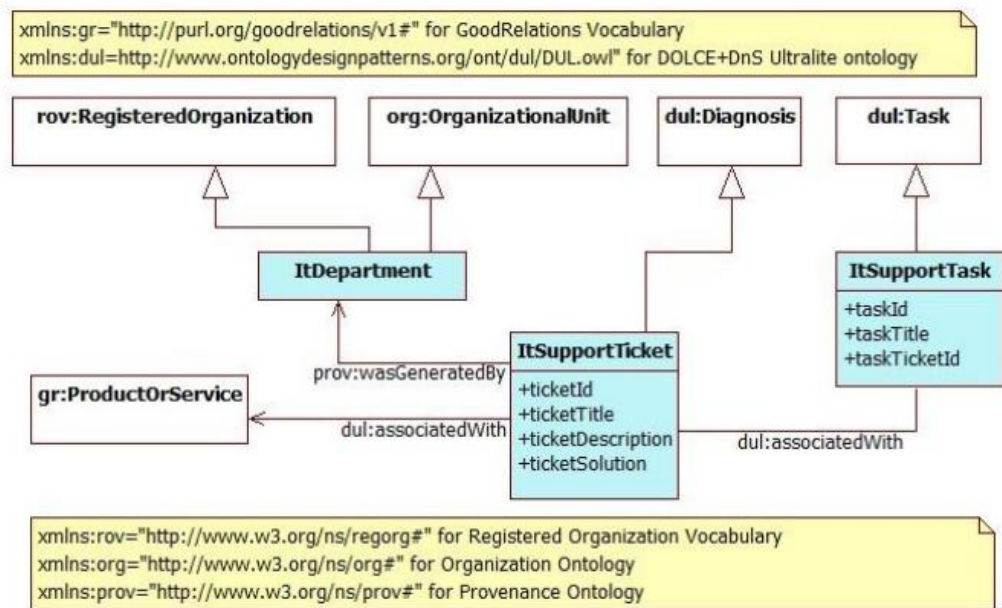 xmlns:gr="http://purl.org/goodrelations/v1#" for GoodRelations Vocabulary
xmlns:dul=http://www.ontologydesignpatterns.org/ont/dul/DUL.owl" for DOLCE+DnS Ultralite ontology
rov:RegisteredOrganization
org:OrganizationalUnit
dul:Diagnosis
dul:Task
ItDepartment
ItSupportTask
+taskId
+taskTitle
+taskTicketId
ItSupportTicket
+ticketId
+ticketTitle
+ticketDescription
+ticketSolution
prov:wasGeneratedBy
gr:ProductOrService
dul:associatedWith
dul:associatedWith
xmlns:rov="http://www.w3.org/ns/regorg#" for Registered Organization Vocabulary
xmlns:org="http://www.w3.org/ns/org#" for Organization Ontology
xmlns:prov="http://www.w3.org/ns/prov#" for Provenance Ontology